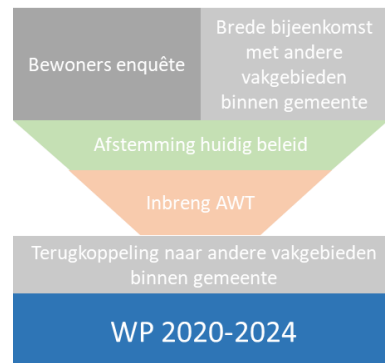 Bewoners enquête
Brede bijeenkomst
met andere
vakgebieden
binnen gemeente
Afstemming huidig beleid
Inbreng AWT
Terugkoppeling naar andere vakgebieden
binnen gemeente
WP 2020-2024